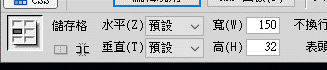 CSS
儲存格 水平(Z) 預設 寬(W) 150 不換行
垂直(T) 預設 高(H) 32 表頭